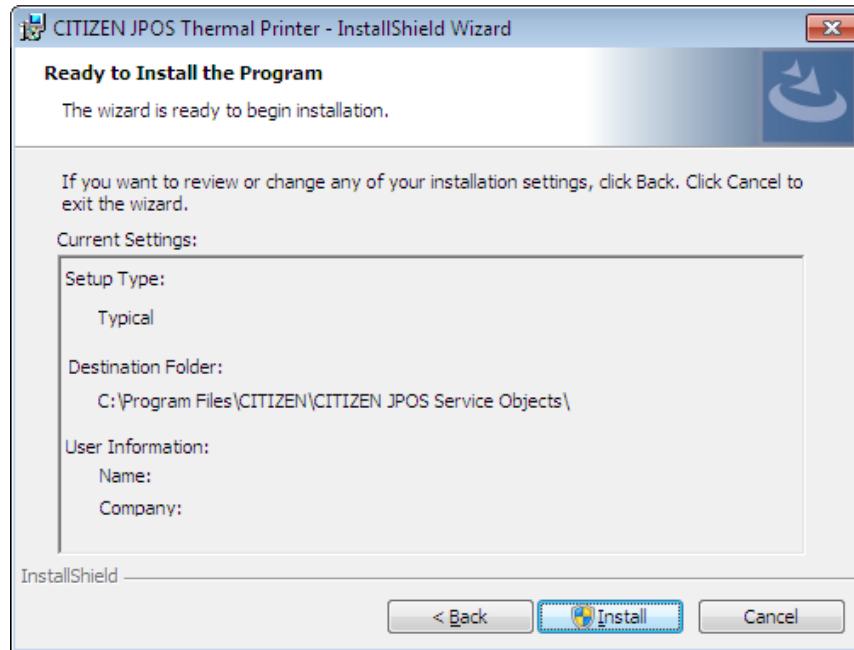 CITIZEN JPOS Thermal Printer - InstallShield Wizard
Ready to Install the Program
The wizard is ready to begin installation.
If you want to review or change any of your installation settings, click Back. Click Cancel to
exit the wizard.
Current Settings:
Setup Type:
Typical
Destination Folder:
C:\Program Files\CITIZEN\CITIZEN JPOS Service Objects\
User Information:
Name:
Company:
InstallShield
< Back
Install
Cancel